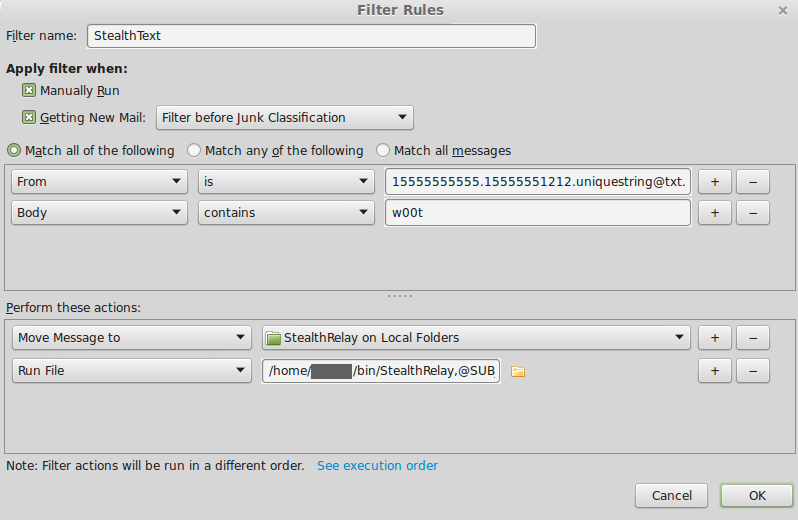 Filter Rules
Filter name: StealthText
Apply filter when:
Manually Run
Getting New Mail: Filter before Junk Classification
Match all of the following Match any of the following Match all messages
From is 15555555555.15555551212.uniquestring@txt. + −
Body contains w00t + −
Perform these actions:
Move Message to StealthRelay on Local Folders + −
Run File /home/ /bin/StealthRelay,@SUB + −
Note: Filter actions will be run in a different order. See execution order
Cancel OK